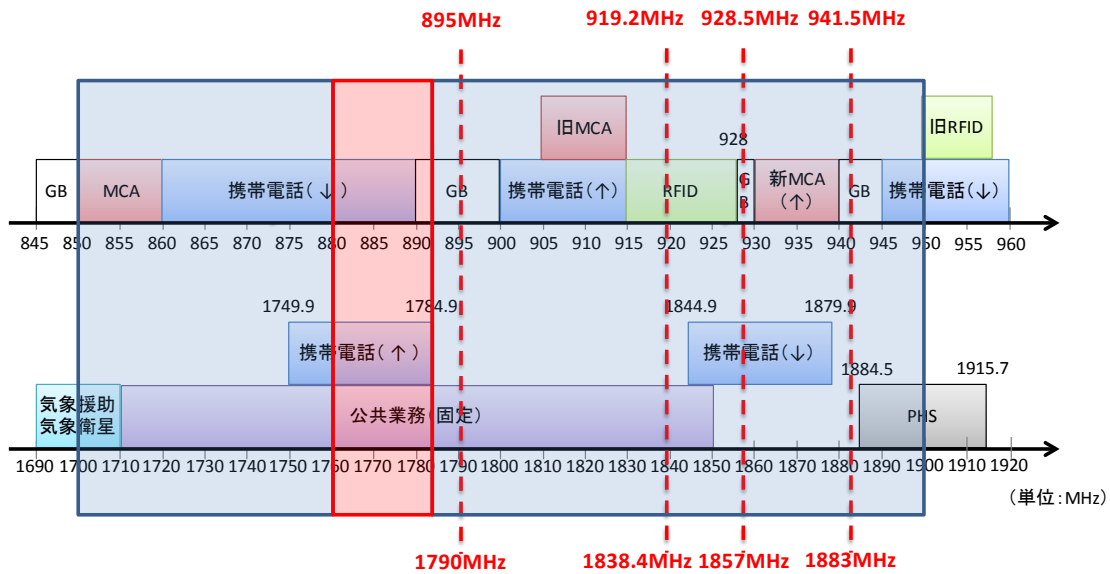 895MHz 919.2MHz 928.5MHz 941.5MHz
旧MCA 旧RFID
928
GB MCA 携帯電話(↓) GB 携帯電話(↑) RFID GB 新MCA(↑) GB 携帯電話(↓)
845 850 855 860 865 870 875 880 885 890 895 900 905 910 915 920 925 930 935 940 945 950 955 960
1749.9 1784.9 1844.9 1879.9
携帯電話(↑) 携帯電話(↓)
1884.5 1915.7
気象援助
気象衛星
公共業務(固定) PHS
1690 1700 1710 1720 1730 1740 1750 1760 1770 1780 1790 1800 1810 1820 1830 1840 1850 1860 1870 1880 1890 1900 1910 1920
(単位:MHz)
1790MHz 1838.4MHz 1857MHz 1883MHz